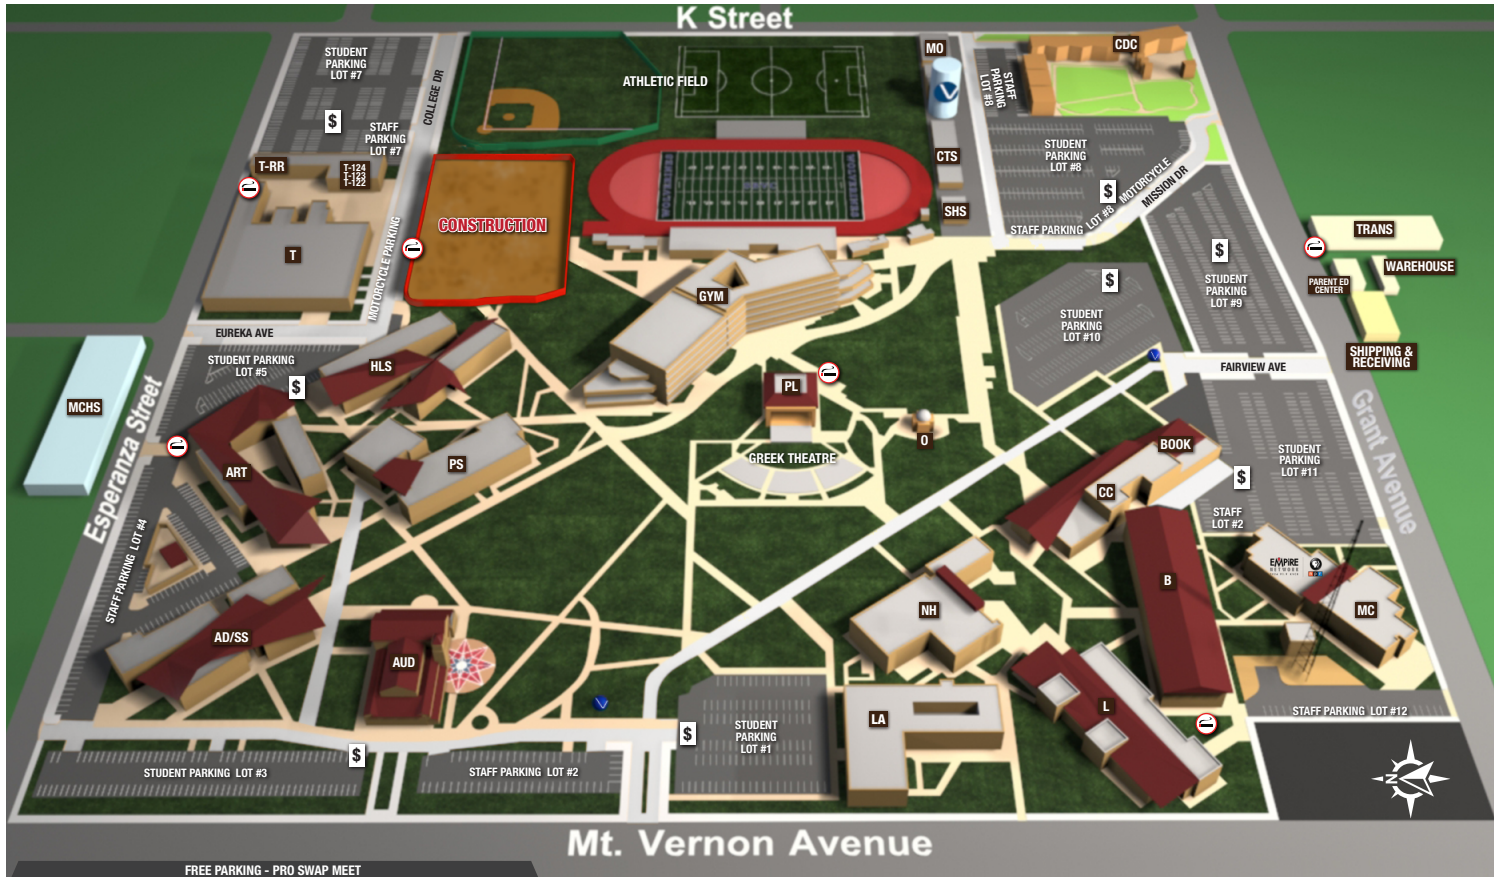 K Street
STUDENT
PARKING
LOT #7
COLLEGE DR
ATHLETIC FIELD
MO
STAFF
PARKING
LOT #8
CDC
$
STAFF
PARKING
LOT #7
STUDENT
PARKING
LOT #8
T-RR
T-124
T-123
T-122
WOLVERINES
WOLVERINES
CTS
$
MOTORCYCLE
MISSION DR
SHS
STAFF PARKING LOT #8
CONSTRUCTION
MOTORCYCLE PARKING
T
TRANS
$
WAREHOUSE
PARENT ED
CENTER
STUDENT
PARKING
LOT #9
$
GYM
STUDENT
PARKING
LOT #10
EUREKA AVE
SHIPPING &
RECEIVING
STUDENT PARKING
LOT #5
HLS
FAIRVIEW AVE
$
PL
MCHS
Esperanza Street
O
BOOK
Grant Avenue
GREEK THEATRE
PS
ART
STUDENT
PARKING
LOT #11
$
CC
STAFF
LOT #2
STAFF PARKING LOT #4
EMPIRE
NETWORK
B
NH
MC
AD/SS
AUD
L
LA
STAFF PARKING LOT #12
$
STUDENT
PARKING
LOT #1
$
STUDENT PARKING LOT #3
STAFF PARKING LOT #2
N
Mt. Vernon Avenue
FREE PARKING - PRO SWAP MEET